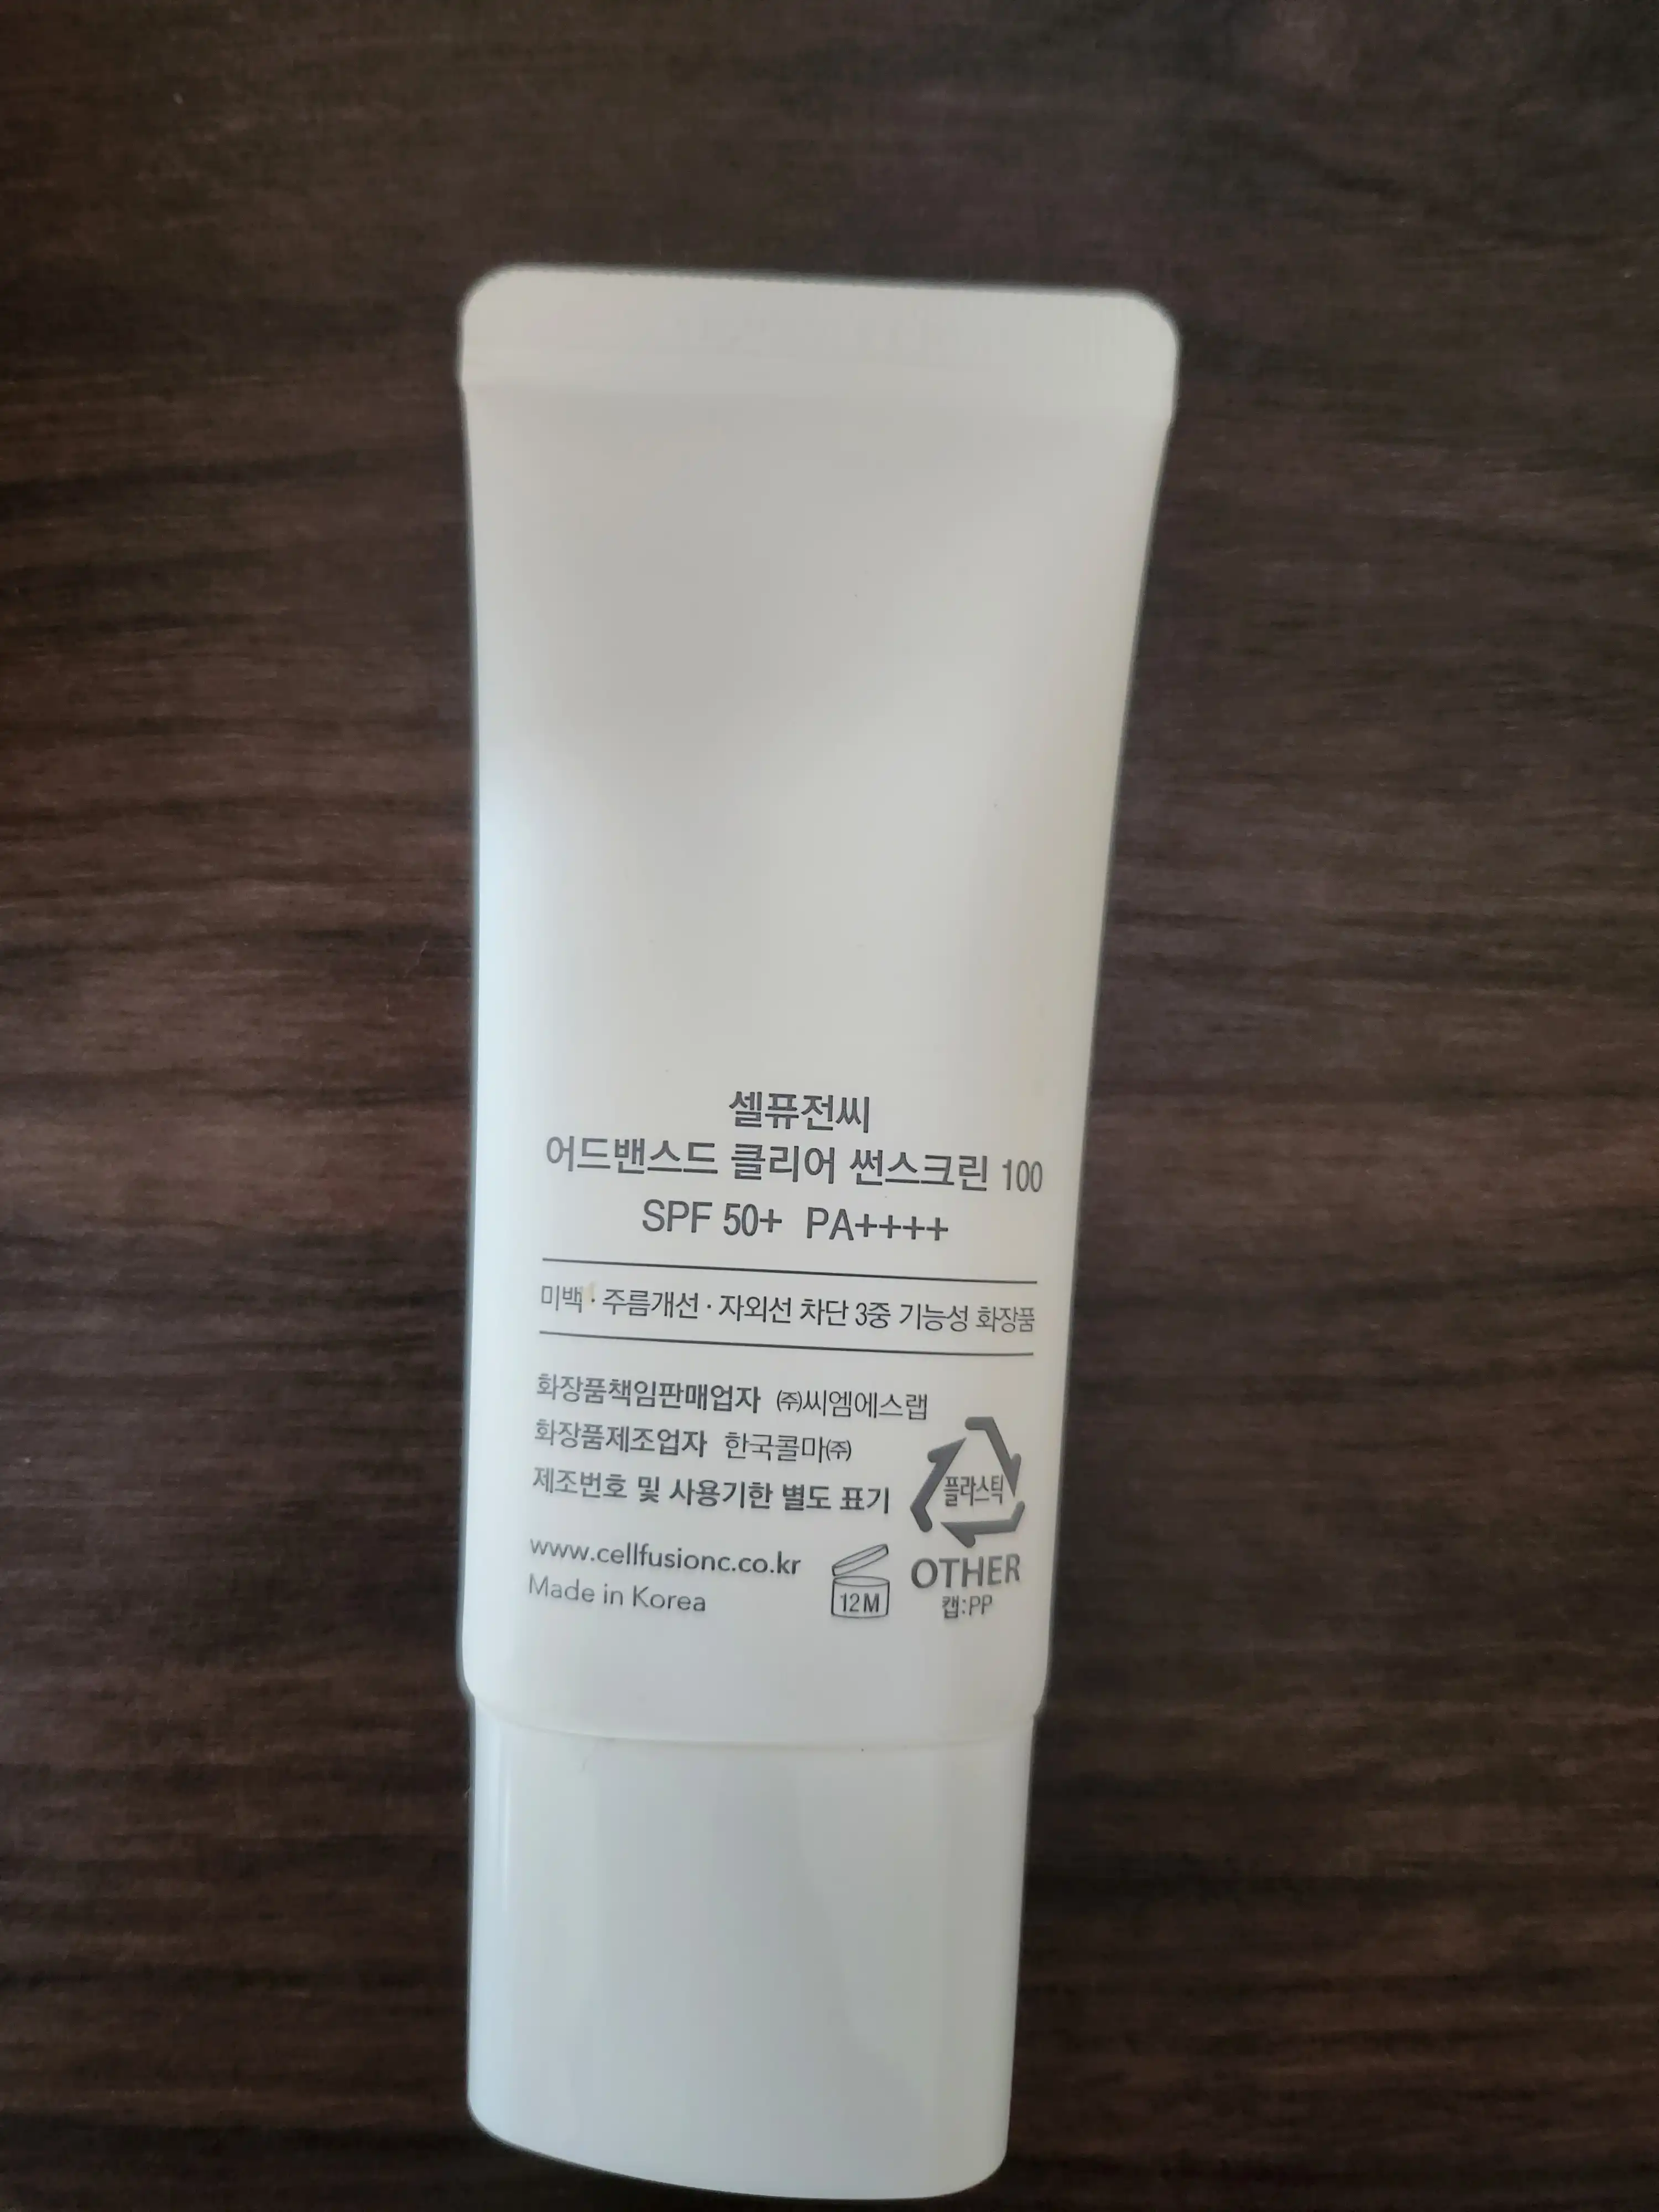 셀퓨전씨
어드밴스드 클리어 썬스크린 100
SPF 50+ PA++++
미백 · 주름개선 · 자외선 차단 3중 기능성 화장품
화장품책임판매업자 ㈜씨엠에스랩
화장품제조업자 한국콜마㈜
제조번호 및 사용기한 별도 표기
플라스틱
OTHER
캡:PP
www.cellfusionc.co.kr
Made in Korea
12M